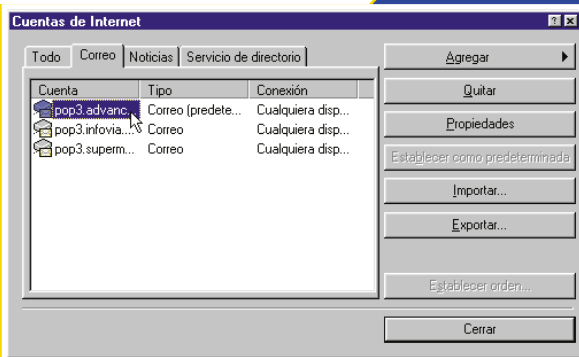 Cuentas de Internet
Todo Correo Noticias Servicio de directorio
Cuenta Tipo Conexión
pop3.advanc... Correo (predete... Cualquiera disp...
pop3.infovia.... Correo Cualquiera disp...
pop3.superm... Correo Cualquiera disp...
Agregar
Quitar
Propiedades
Establecer como predeterminada
Importar...
Exportar...
Establecer orden...
Cerrar